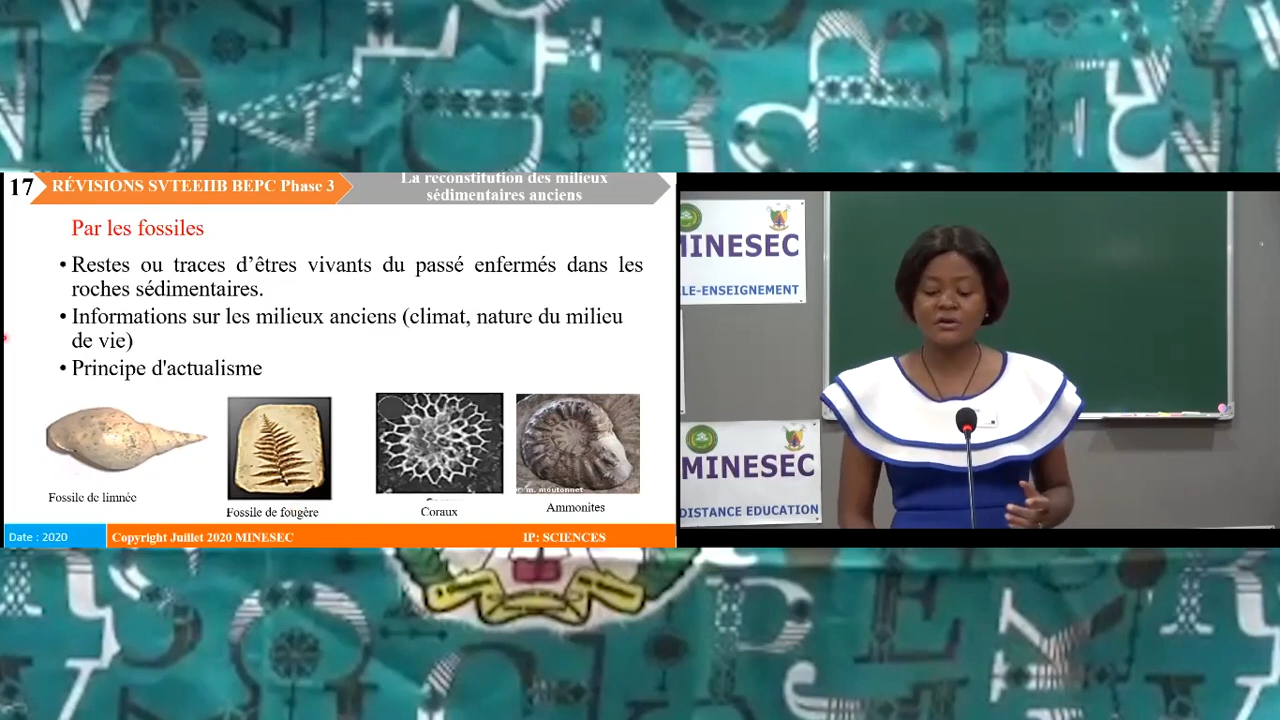 17
RÉVISIONS SVTEEHB BEPC Phase 3
La reconstitution des milieux
sédimentaires anciens
Par les fossiles
• Restes ou traces d’êtres vivants du passé enfermés dans les
roches sédimentaires.
• Informations sur les milieux anciens (climat, nature du milieu
de vie)
• Principe d'actualisme
© m. moutonnet
Fossile de limnée
Fossile de fougère
Coraux
Ammonites
Date : 2020
Copyright Juillet 2020 MINESEC
IP: SCIENCES
MINESEC
LE-ENSEIGNEMENT
MINESEC
DISTANCE EDUCATION